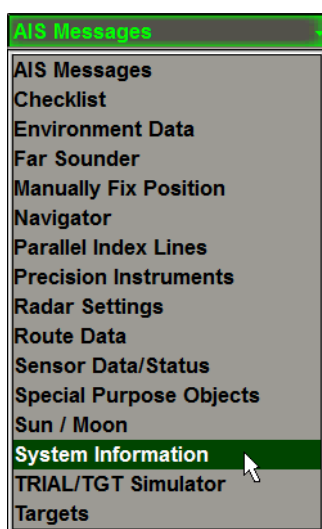 AIS Messages
AIS Messages
Checklist
Environment Data
Far Sounder
Manually Fix Position
Navigator
Parallel Index Lines
Precision Instruments
Radar Settings
Route Data
Sensor Data/Status
Special Purpose Objects
Sun / Moon
System Information
TRIAL/TGT Simulator
Targets